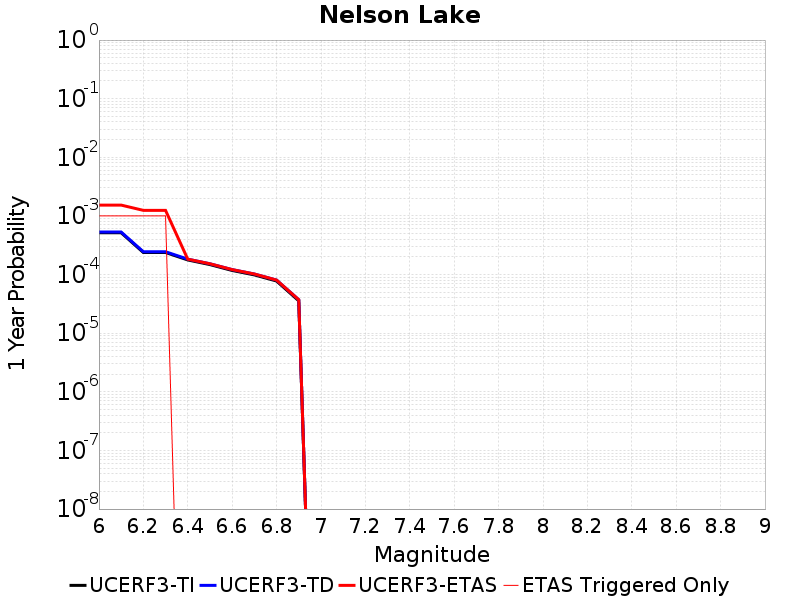 Nelson Lake
1 Year Probability
10^0
10^-1
10^-2
10^-3
10^-4
10^-5
10^-6
10^-7
10^-8
6 6.2 6.4 6.6 6.8 7 7.2 7.4 7.6 7.8 8 8.2 8.4 8.6 8.8 9
Magnitude
UCERF3-TI UCERF3-TD UCERF3-ETAS ETAS Triggered Only